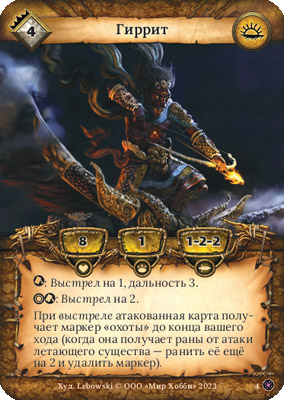 Гиррит
4
8 1 1-2-2
: Выстрел на 1, дальность 3.
: Выстрел на 2.
При выстреле атакованная карта полу-
чает маркер «охоты» до конца вашего
хода (когда она получает раны от атаки
летающего существа — ранить её ещё
на 2 и удалить маркер).
Худ. Lebowski © ООО «Мир Хобби» 2023
4